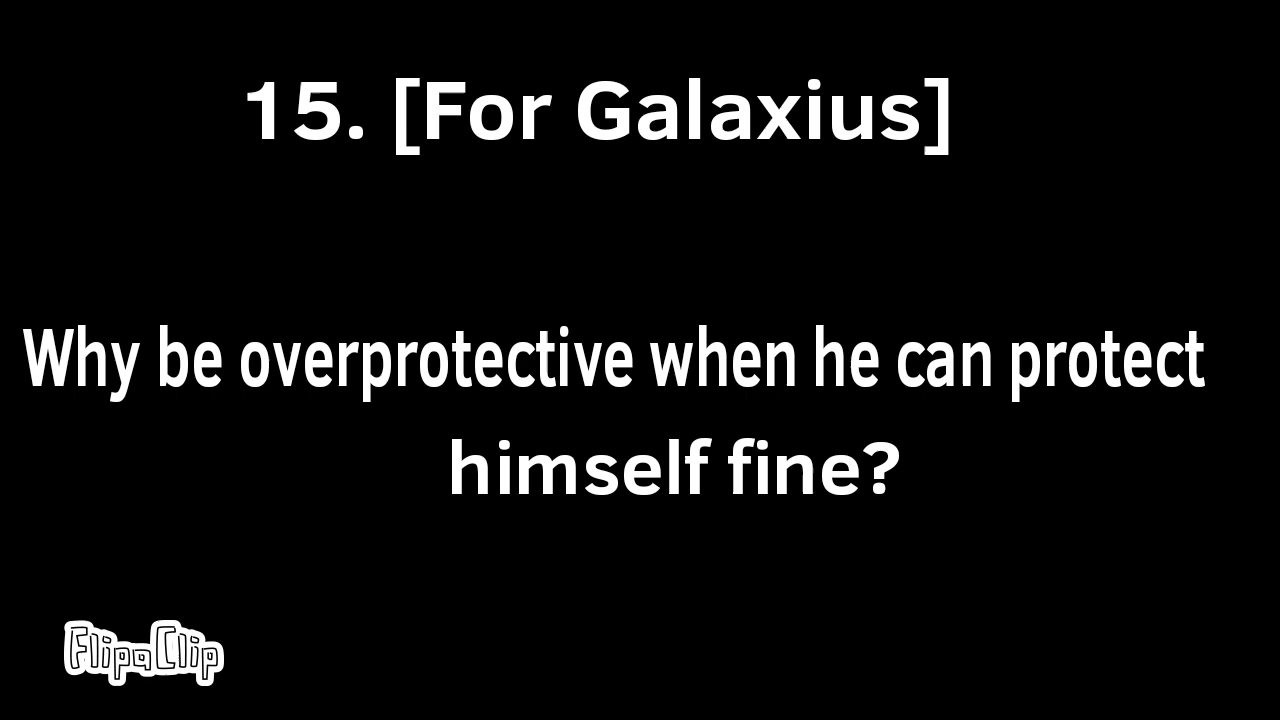 15. [For Galaxius]
Why be overprotective when he can protect
himself fine?
FlipaClip